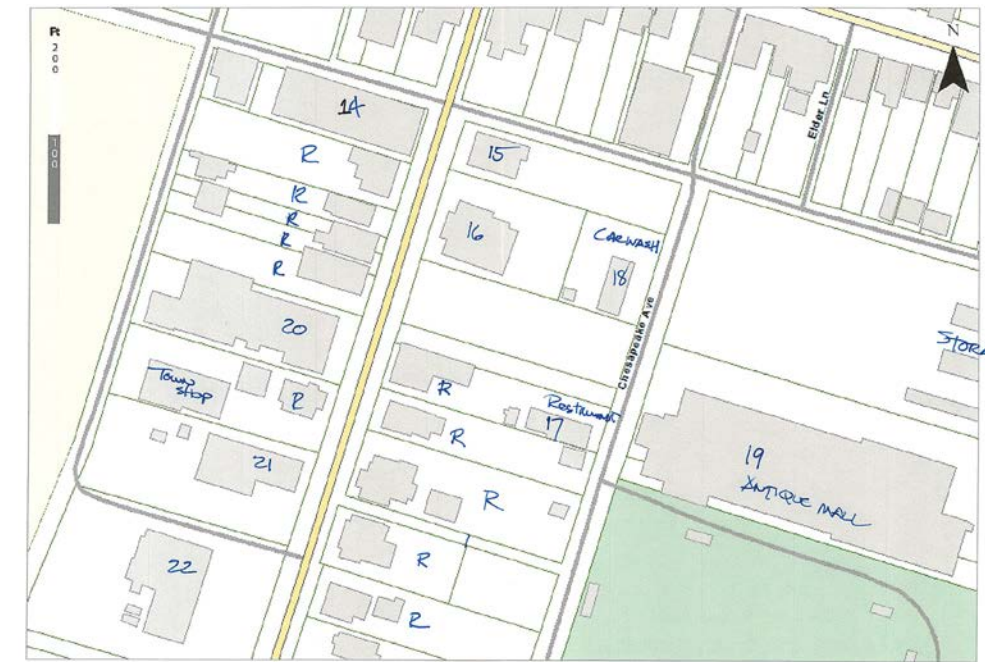 Ft
200
100
N
14
Elder Ln
R
15
R
R
16
CARWASH
R
18
R
Chesapeake Ave
20
STORA
Town
Shop
R
R
Restaurant
17
R
21
19
ANTIQUE MALL
R
22
R
R